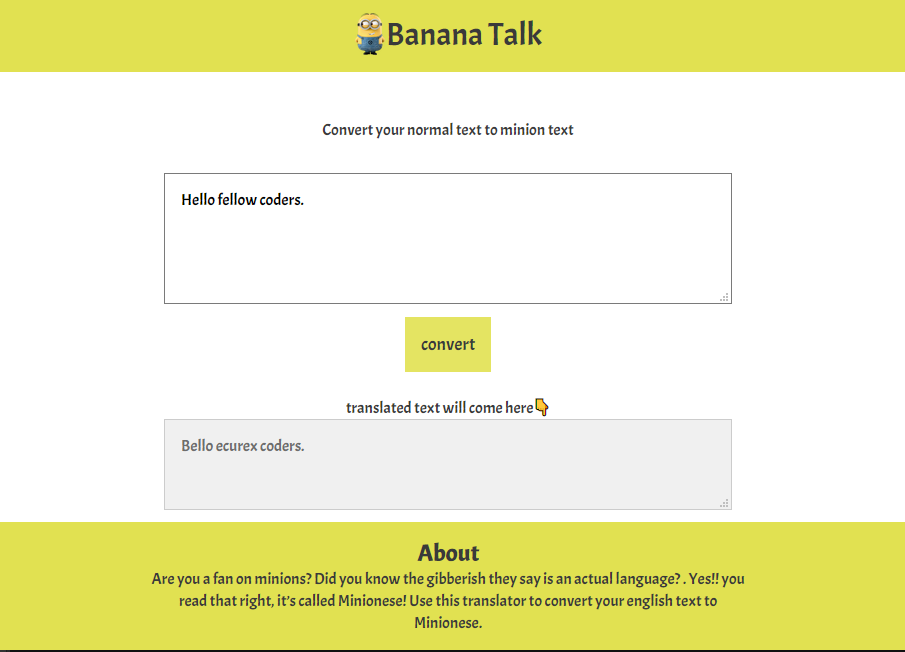 Banana Talk
Convert your normal text to minion text
Hello fellow coders.
convert
translated text will come here👇
Bello ecurex coders.
About
Are you a fan on minions? Did you know the gibberish they say is an actual language? . Yes!! you
read that right, it's called Minionese! Use this translator to convert your english text to
Minionese.